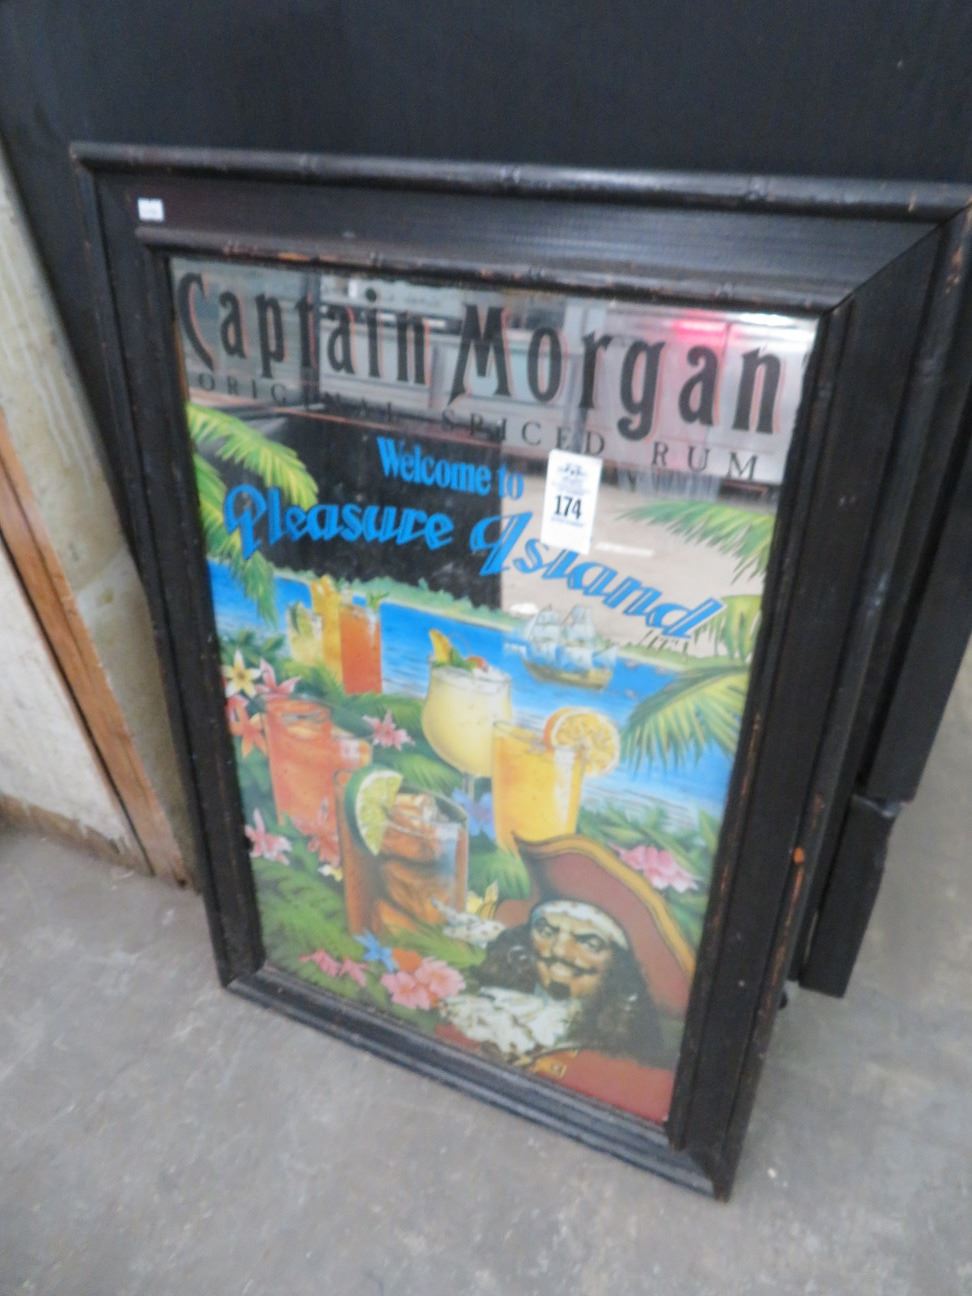 Captain Morgan
ORIGINAL SPICED RUM
Welcome to
Pleasure Island
174